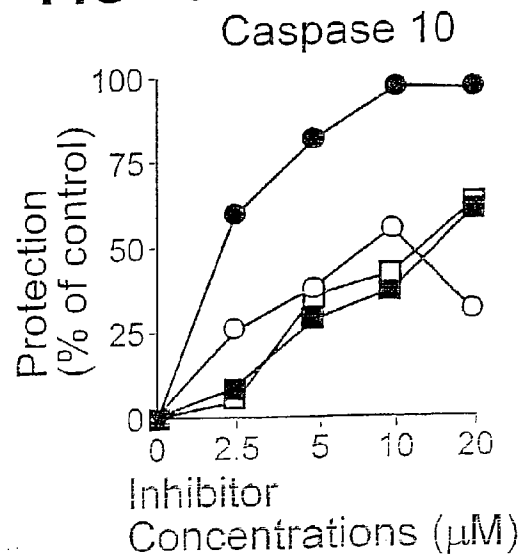 Caspase 10
100
75
50
25
0
Protection
(% of control)
0 2.5 5 10 20
Inhibitor
Concentrations (μM)